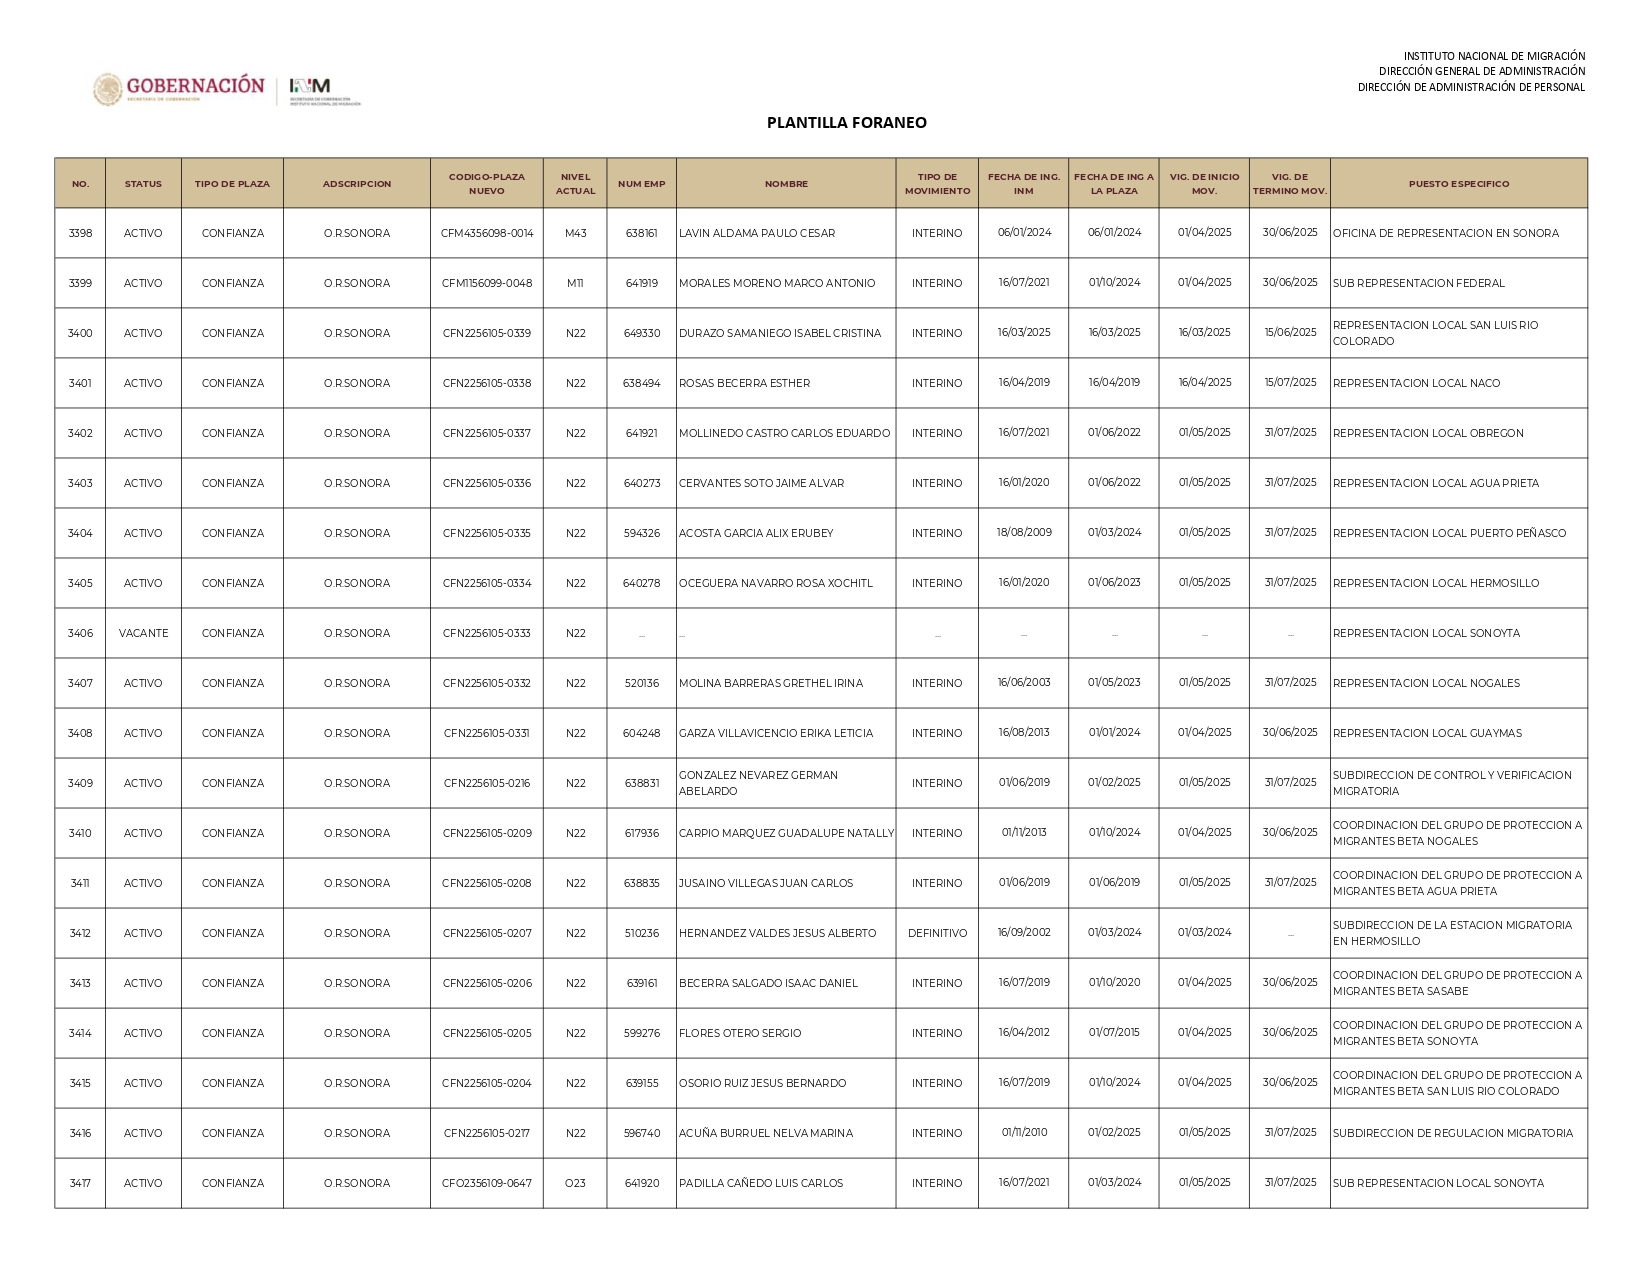 INSTITUTO NACIONAL DE MIGRACIÓN
DIRECCIÓN GENERAL DE ADMINISTRACIÓN
DIRECCIÓN DE ADMINISTRACIÓN DE PERSONAL
GOBERNACIÓN
SECRETARÍA DE GOBERNACIÓN
INM
SECRETARÍA DE GOBERNACIÓN
INSTITUTO NACIONAL DE MIGRACIÓN
PLANTILLA FORANEO
NO. STATUS TIPO DE PLAZA ADSCRIPCION CODIGO-PLAZA NUEVO NIVEL ACTUAL NUM EMP NOMBRE TIPO DE MOVIMIENTO FECHA DE ING. INM FECHA DE ING A LA PLAZA VIG. DE INICIO MOV. VIG. DE TERMINO MOV. PUESTO ESPECIFICO
3398 ACTIVO CONFIANZA O.R.SONORA CFM4356098-0014 M43 638161 LAVIN ALDAMA PAULO CESAR INTERINO 06/01/2024 06/01/2024 01/04/2025 30/06/2025 OFICINA DE REPRESENTACION EN SONORA
3399 ACTIVO CONFIANZA O.R.SONORA CFM1156099-0048 M11 641919 MORALES MORENO MARCO ANTONIO INTERINO 16/07/2021 01/10/2024 01/04/2025 30/06/2025 SUB REPRESENTACION FEDERAL
3400 ACTIVO CONFIANZA O.R.SONORA CFN2256105-0339 N22 649330 DURAZO SAMANIEGO ISABEL CRISTINA INTERINO 16/03/2025 16/03/2025 16/03/2025 15/06/2025 REPRESENTACION LOCAL SAN LUIS RIO COLORADO
3401 ACTIVO CONFIANZA O.R.SONORA CFN2256105-0338 N22 638494 ROSAS BECERRA ESTHER INTERINO 16/04/2019 16/04/2019 16/04/2025 15/07/2025 REPRESENTACION LOCAL NACO
3402 ACTIVO CONFIANZA O.R.SONORA CFN2256105-0337 N22 641921 MOLLINEDO CASTRO CARLOS EDUARDO INTERINO 16/07/2021 01/06/2022 01/05/2025 31/07/2025 REPRESENTACION LOCAL OBREGON
3403 ACTIVO CONFIANZA O.R.SONORA CFN2256105-0336 N22 640273 CERVANTES SOTO JAIME ALVAR INTERINO 16/01/2020 01/06/2022 01/05/2025 31/07/2025 REPRESENTACION LOCAL AGUA PRIETA
3404 ACTIVO CONFIANZA O.R.SONORA CFN2256105-0335 N22 594326 ACOSTA GARCIA ALIX ERUBEY INTERINO 18/08/2009 01/03/2024 01/05/2025 31/07/2025 REPRESENTACION LOCAL PUERTO PEÑASCO
3405 ACTIVO CONFIANZA O.R.SONORA CFN2256105-0334 N22 640278 OCEGUERA NAVARRO ROSA XOCHITL INTERINO 16/01/2020 01/06/2023 01/05/2025 31/07/2025 REPRESENTACION LOCAL HERMOSILLO
3406 VACANTE CONFIANZA O.R.SONORA CFN2256105-0333 N22 ... ... ... ... ... ... ... REPRESENTACION LOCAL SONOYTA
3407 ACTIVO CONFIANZA O.R.SONORA CFN2256105-0332 N22 520136 MOLINA BARRERAS GRETHEL IRINA INTERINO 16/06/2003 01/05/2023 01/05/2025 31/07/2025 REPRESENTACION LOCAL NOGALES
3408 ACTIVO CONFIANZA O.R.SONORA CFN2256105-0331 N22 604248 GARZA VILLAVICENCIO ERIKA LETICIA INTERINO 16/08/2013 01/01/2024 01/04/2025 30/06/2025 REPRESENTACION LOCAL GUAYMAS
3409 ACTIVO CONFIANZA O.R.SONORA CFN2256105-0216 N22 638831 GONZALEZ NEVAREZ GERMAN ABELARDO INTERINO 01/06/2019 01/02/2025 01/05/2025 31/07/2025 SUBDIRECCION DE CONTROL Y VERIFICACION MIGRATORIA
3410 ACTIVO CONFIANZA O.R.SONORA CFN2256105-0209 N22 617936 CARPIO MARQUEZ GUADALUPE NATALLY INTERINO 01/11/2013 01/10/2024 01/04/2025 30/06/2025 COORDINACION DEL GRUPO DE PROTECCION A MIGRANTES BETA NOGALES
3411 ACTIVO CONFIANZA O.R.SONORA CFN2256105-0208 N22 638835 JUSAINO VILLEGAS JUAN CARLOS INTERINO 01/06/2019 01/06/2019 01/05/2025 31/07/2025 COORDINACION DEL GRUPO DE PROTECCION A MIGRANTES BETA AGUA PRIETA
3412 ACTIVO CONFIANZA O.R.SONORA CFN2256105-0207 N22 510236 HERNANDEZ VALDES JESUS ALBERTO DEFINITIVO 16/09/2002 01/03/2024 01/03/2024 ... SUBDIRECCION DE LA ESTACION MIGRATORIA EN HERMOSILLO
3413 ACTIVO CONFIANZA O.R.SONORA CFN2256105-0206 N22 639161 BECERRA SALGADO ISAAC DANIEL INTERINO 16/07/2019 01/10/2020 01/04/2025 30/06/2025 COORDINACION DEL GRUPO DE PROTECCION A MIGRANTES BETA SASABE
3414 ACTIVO CONFIANZA O.R.SONORA CFN2256105-0205 N22 599276 FLORES OTERO SERGIO INTERINO 16/04/2012 01/07/2015 01/04/2025 30/06/2025 COORDINACION DEL GRUPO DE PROTECCION A MIGRANTES BETA SONOYTA
3415 ACTIVO CONFIANZA O.R.SONORA CFN2256105-0204 N22 639155 OSORIO RUIZ JESUS BERNARDO INTERINO 16/07/2019 01/10/2024 01/04/2025 30/06/2025 COORDINACION DEL GRUPO DE PROTECCION A MIGRANTES BETA SAN LUIS RIO COLORADO
3416 ACTIVO CONFIANZA O.R.SONORA CFN2256105-0217 N22 596740 ACUÑA BURRUEL NELVA MARINA INTERINO 01/11/2010 01/02/2025 01/05/2025 31/07/2025 SUBDIRECCION DE REGULACION MIGRATORIA
3417 ACTIVO CONFIANZA O.R.SONORA CFO2356109-0647 O23 641920 PADILLA CAÑEDO LUIS CARLOS INTERINO 16/07/2021 01/03/2024 01/05/2025 31/07/2025 SUB REPRESENTACION LOCAL SONOYTA